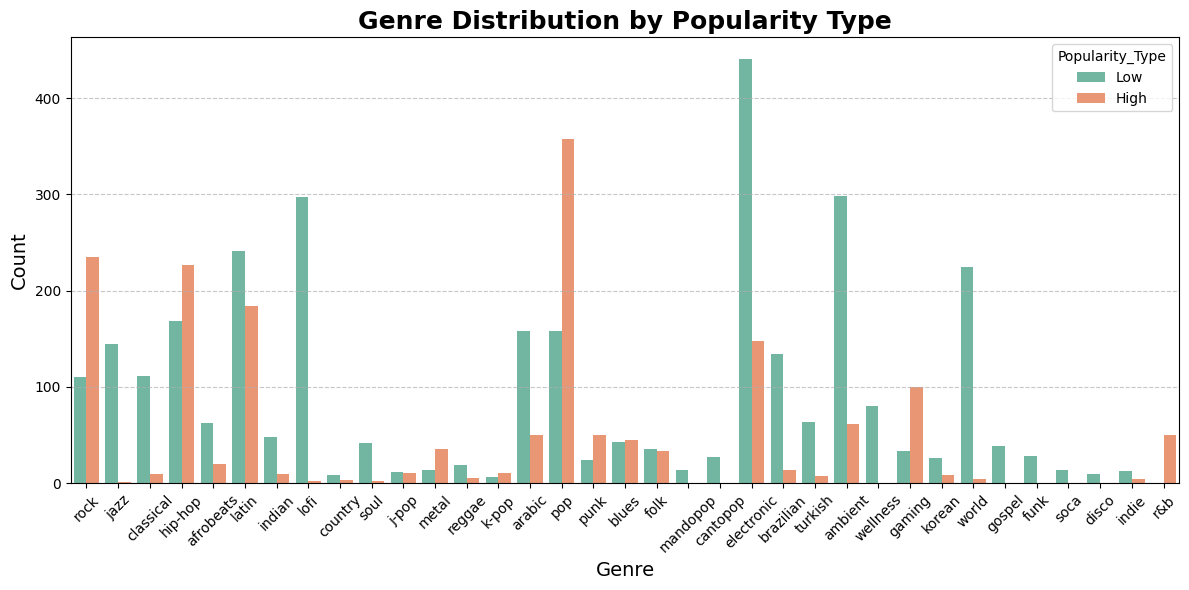 Genre Distribution by Popularity Type
Popularity_Type
Low
High
Count
400
300
200
100
0
rock
jazz
classical
hip-hop
afrobeats
latin
indian
lofi
country
soul
j-pop
metal
reggae
k-pop
arabic
pop
punk
blues
folk
mandopop
cantopop
electronic
brazilian
turkish
ambient
wellness
gaming
korean
world
gospel
funk
soca
disco
indie
r&b
Genre